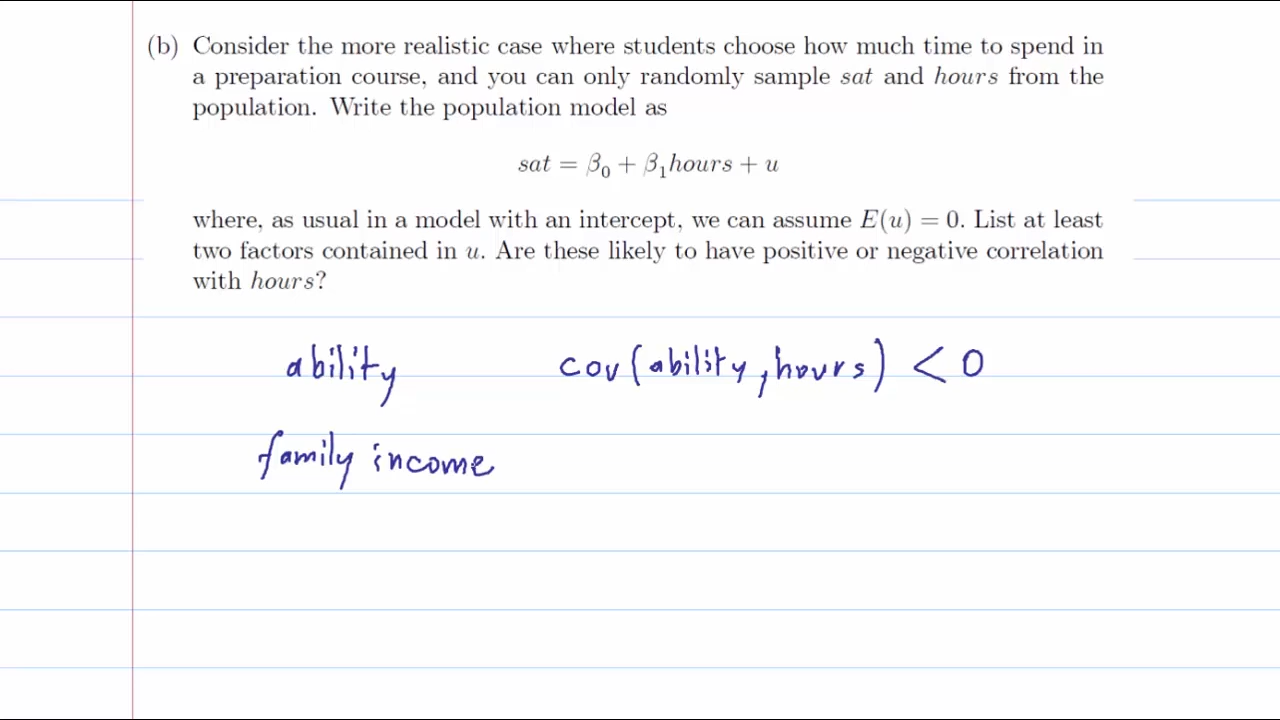 (b) Consider the more realistic case where students choose how much time to spend in
a preparation course, and you can only randomly sample sat and hours from the
population. Write the population model as
sat = β₀ + β₁hours + u
where, as usual in a model with an intercept, we can assume E(u) = 0. List at least
two factors contained in u. Are these likely to have positive or negative correlation
with hours?
ability cov(ability, hours) < 0
family income